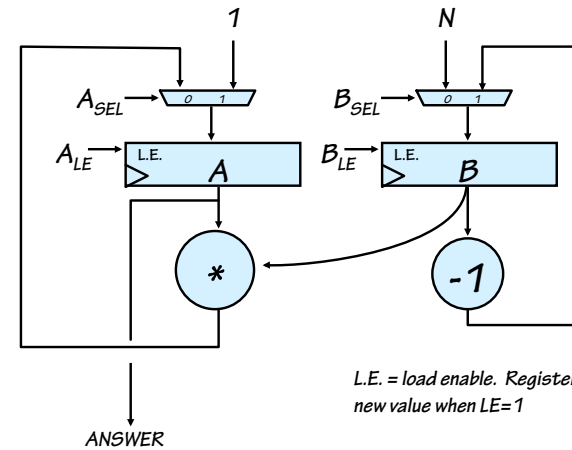 1
N
A_SEL
0 1
B_SEL
0 1
A_LE
L.E.
A
B_LE
L.E.
B
*
-1
L.E. = load enable. Register
new value when LE=1
ANSWER